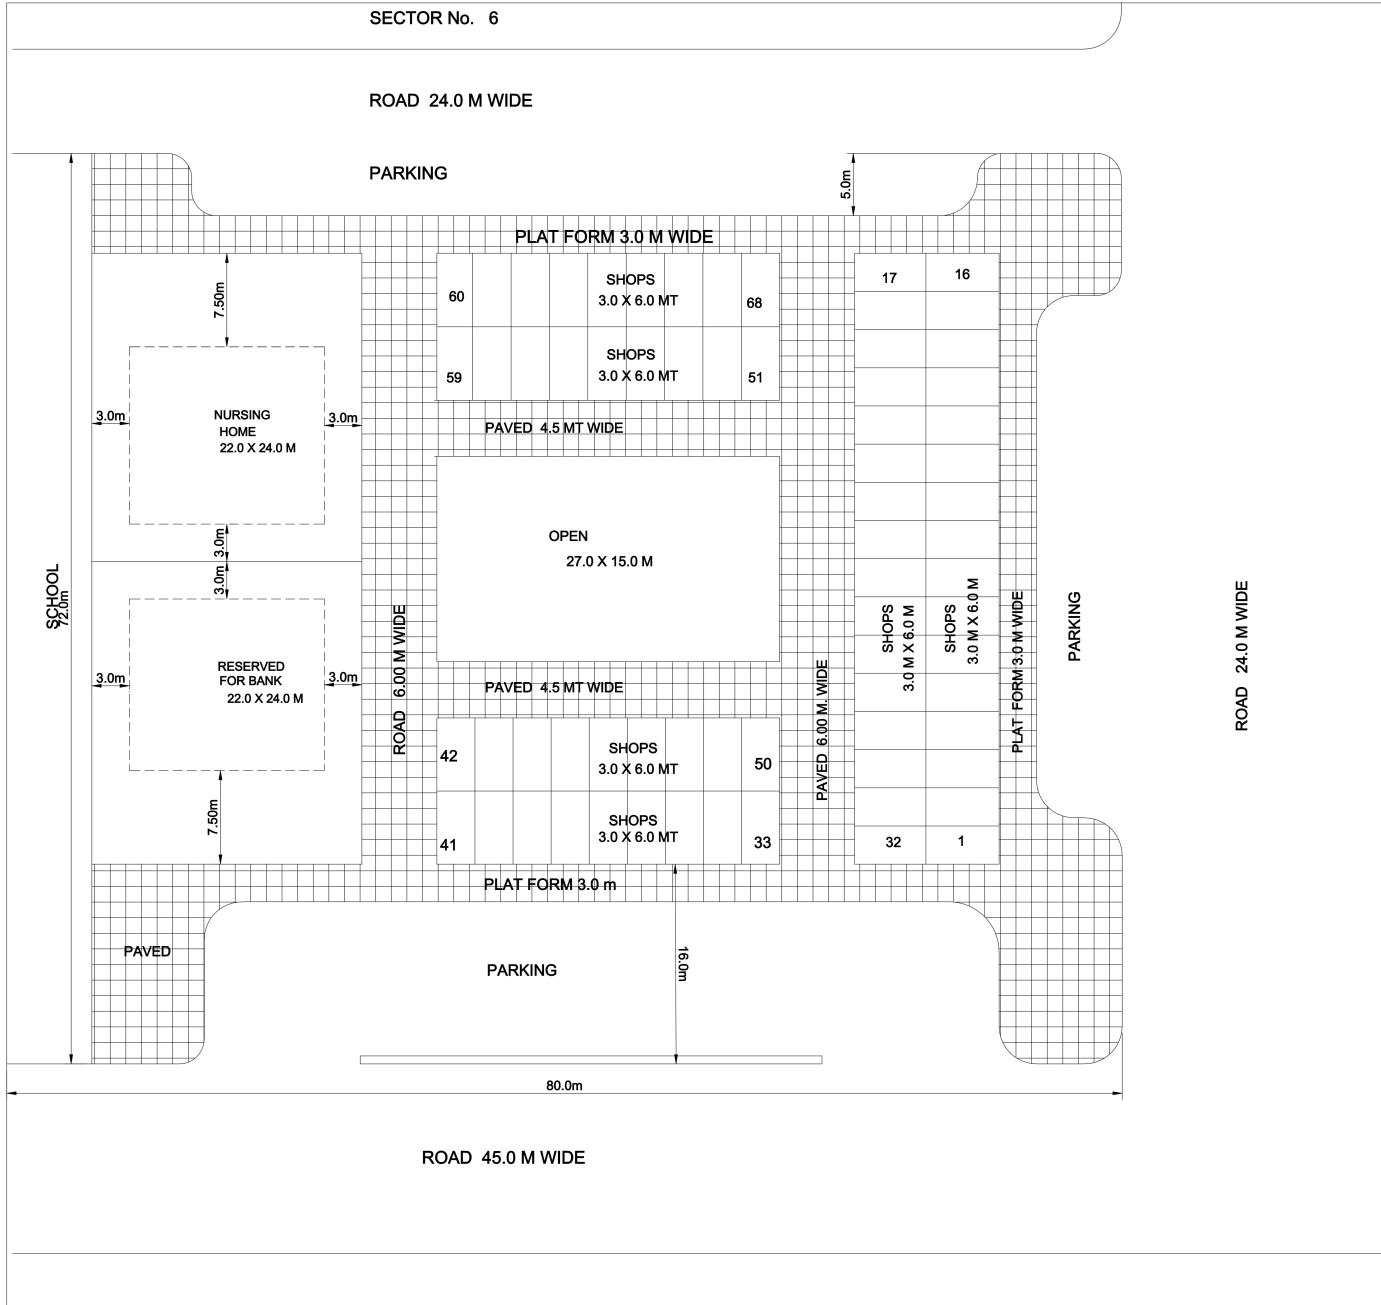 SECTOR No. 6
ROAD 24.0 M WIDE
PARKING
5.0m
PLAT FORM 3.0 M WIDE
7.50m
60
SHOPS
3.0 X 6.0 MT
68
17
16
59
SHOPS
3.0 X 6.0 MT
51
3.0m
NURSING
HOME
22.0 X 24.0 M
3.0m
PAVED 4.5 MT WIDE
3.0m
OPEN
27.0 X 15.0 M
3.0m
SCHOOL
72.0m
ROAD 6.00 M WIDE
SHOPS
3.0 M X 6.0 M
SHOPS
3.0 M X 6.0 M
PLAT FORM 3.0 M WIDE
PARKING
ROAD 24.0 M WIDE
3.0m
RESERVED
FOR BANK
22.0 X 24.0 M
3.0m
PAVED 4.5 MT WIDE
PAVED 6.00 M. WIDE
42
SHOPS
3.0 X 6.0 MT
50
7.50m
41
SHOPS
3.0 X 6.0 MT
33
32
1
PLAT FORM 3.0 m
PAVED
PARKING
16.0m
80.0m
ROAD 45.0 M WIDE